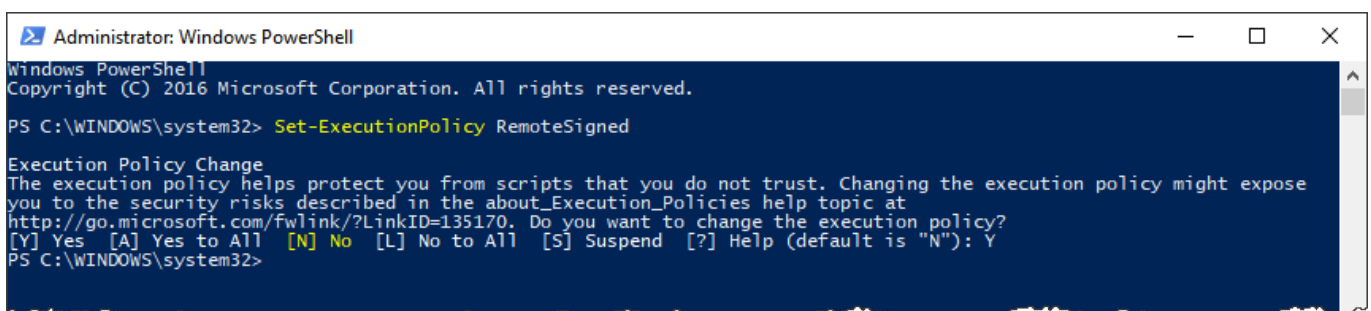 Administrator: Windows PowerShell
Windows PowerShell
Copyright (C) 2016 Microsoft Corporation. All rights reserved.
PS C:\WINDOWS\system32> Set-ExecutionPolicy RemoteSigned
Execution Policy Change
The execution policy helps protect you from scripts that you do not trust. Changing the execution policy might expose
you to the security risks described in the about_Execution_Policies help topic at
http://go.microsoft.com/fwlink/?LinkID=135170. Do you want to change the execution policy?
[Y] Yes  [A] Yes to All  [N] No  [L] No to All  [S] Suspend  [?] Help (default is "N"): Y
PS C:\WINDOWS\system32>